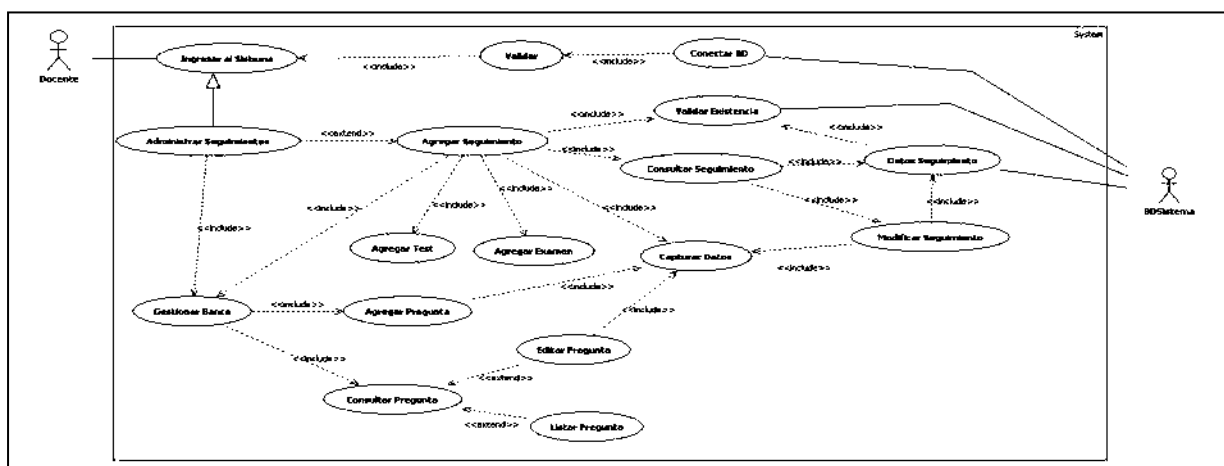 System
Docente
Ingresar al Sistema
<<include>>
Validar
<<include>>
Conectar BD
Administrar Seguimientos
<<extend>>
Agregar Seguimiento
<<include>>
Validar Existencia
<<include>>
<<include>>
Consultar Seguimiento
<<include>>
Datos Seguimiento
BDSistema
<<include>>
<<include>>
<<include>>
<<include>>
<<include>>
<<include>>
<<include>>
Agregar Test
Agregar Examen
Modificar Seguimiento
Capturar Datos
<<include>>
Gestionar Banco
<<include>>
Agregar Pregunta
<<include>>
<<include>>
Editar Pregunta
<<include>>
<<extend>>
Consultar Pregunta
<<extend>>
Listar Pregunta